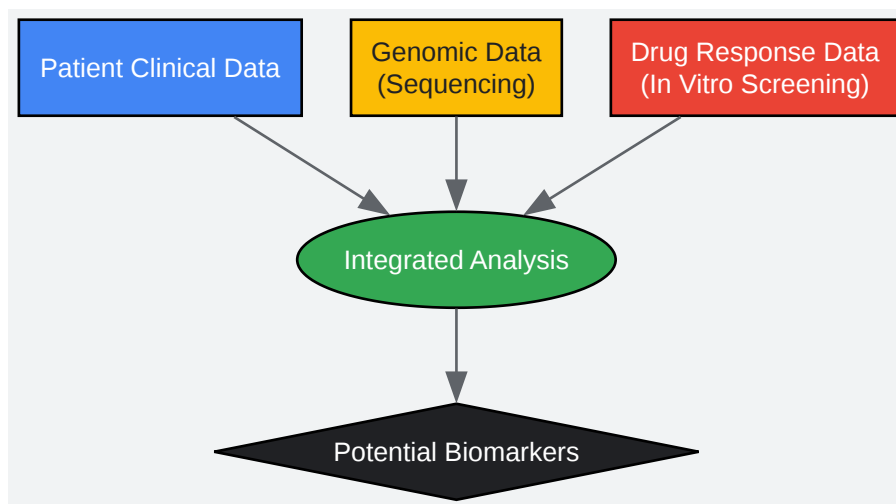 Patient Clinical Data
Genomic Data
(Sequencing)
Drug Response Data
(In Vitro Screening)
Integrated Analysis
Potential Biomarkers